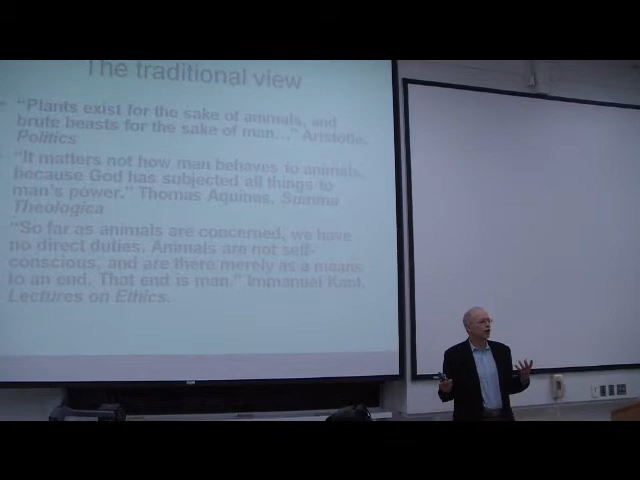 The traditional view
"Plants exist for the sake of animals, and
brute beasts for the sake of man…" Aristotle,
Politics
"It matters not how man behaves to animals,
because God has subjected all things to
man's power." Thomas Aquinas, Summa
Theologica
"So far as animals are concerned, we have
no direct duties. Animals are not self-
conscious, and are there merely as a means
to an end. That end is man." Immanuel Kant,
Lectures on Ethics.